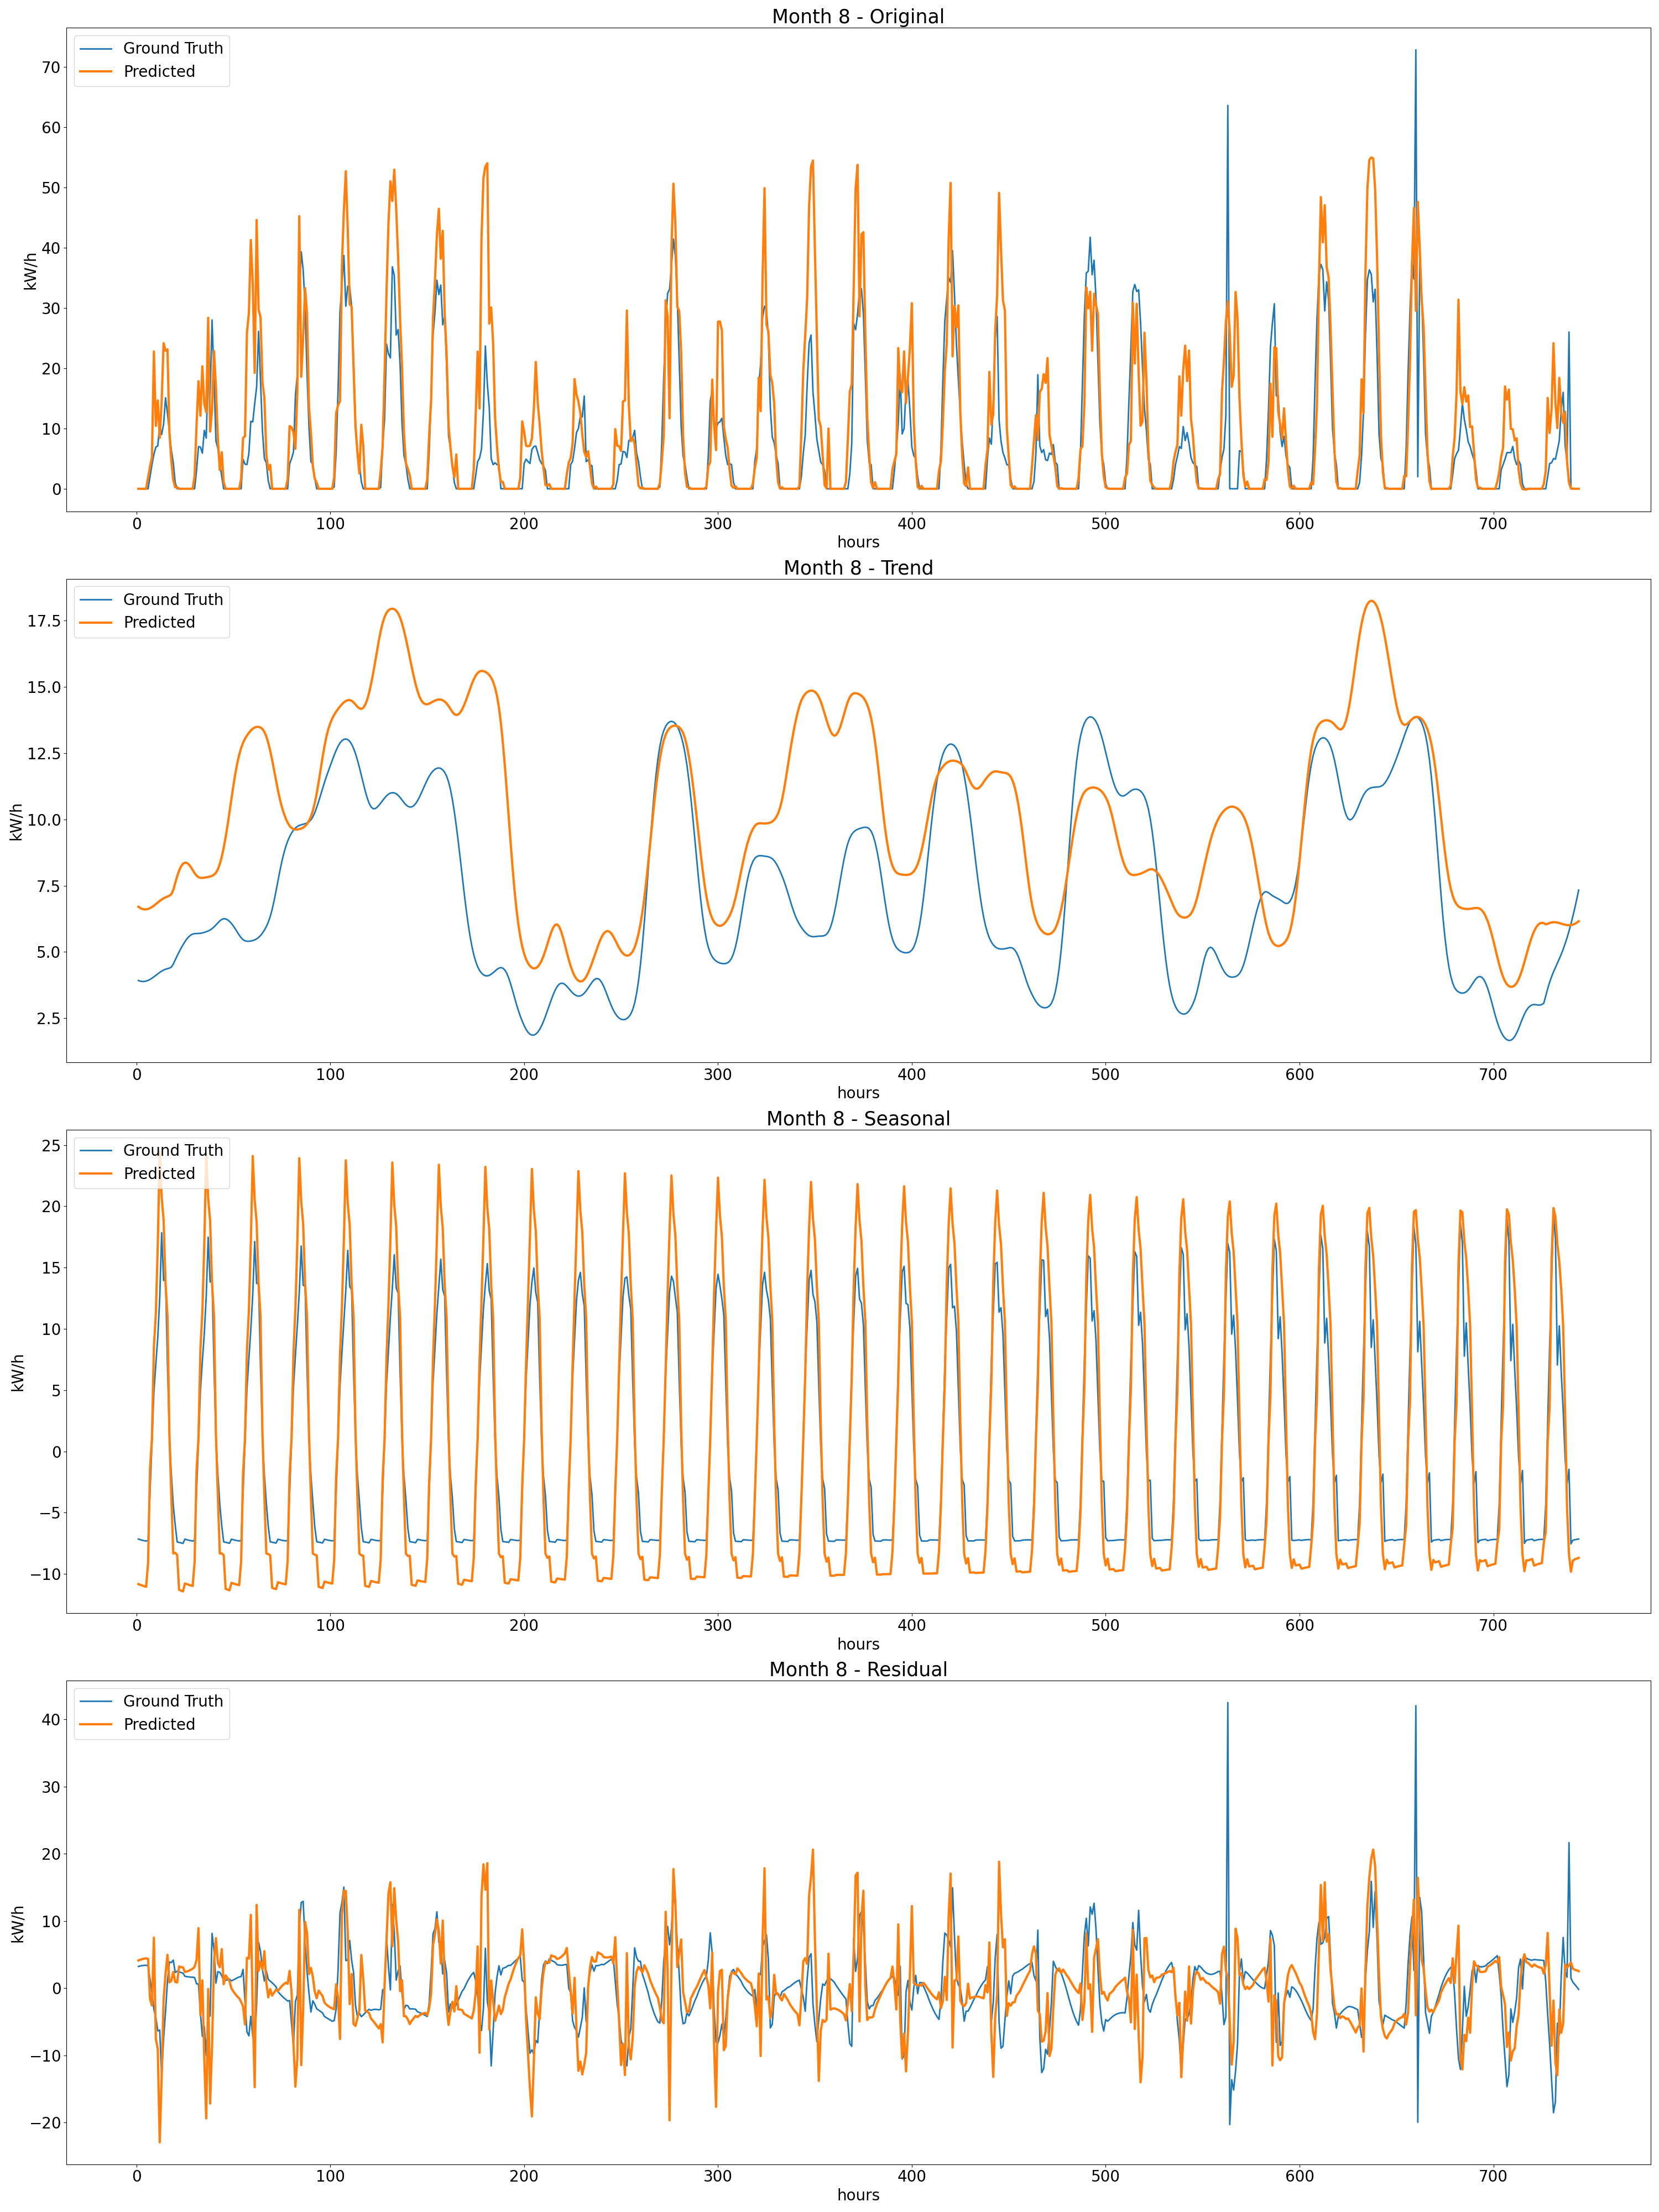 Month 8 - Original
Ground Truth
Predicted
70
60
50
40
30
20
10
0
kW/h
0 100 200 300 400 500 600 700
hours
Month 8 - Trend
Ground Truth
Predicted
17.5
15.0
12.5
10.0
7.5
5.0
2.5
kW/h
0 100 200 300 400 500 600 700
hours
Month 8 - Seasonal
Ground Truth
Predicted
25
20
15
10
5
0
−5
−10
kW/h
0 100 200 300 400 500 600 700
hours
Month 8 - Residual
Ground Truth
Predicted
40
30
20
10
0
−10
−20
kW/h
0 100 200 300 400 500 600 700
hours